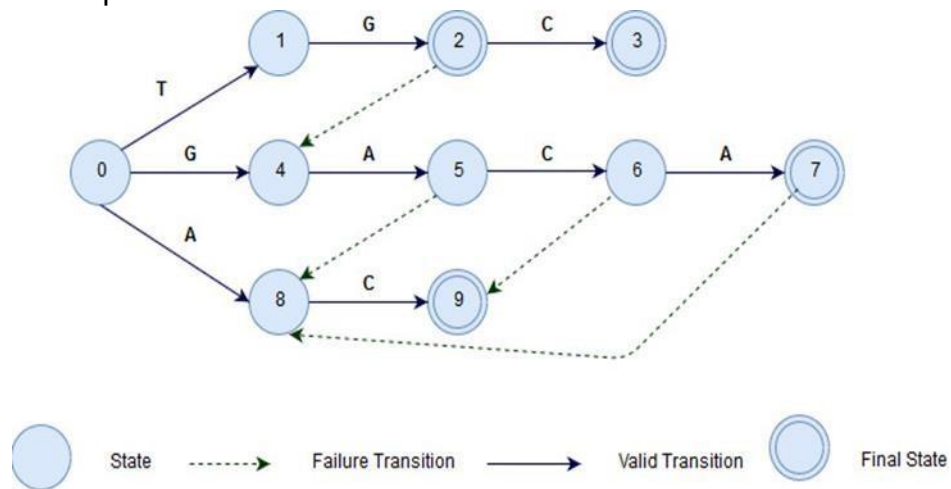 G C
1 2 3
T
G A C A
0 4 5 6 7
A
C
8 9
State Failure Transition Valid Transition Final State